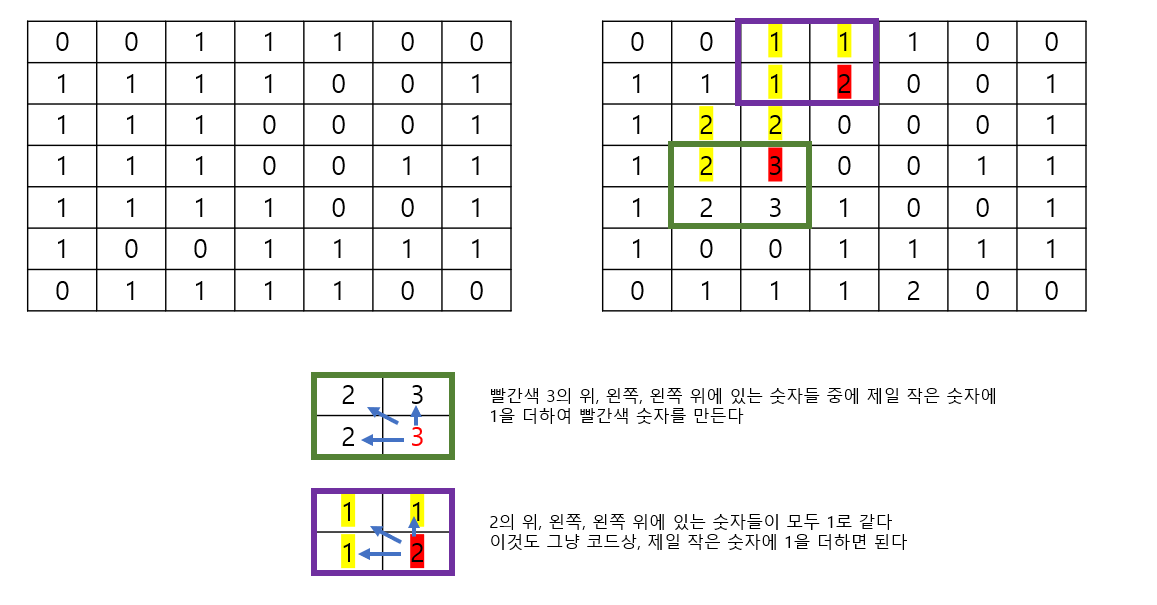 0 0 1 1 1 0 0
1 1 1 1 0 0 1
1 1 1 0 0 0 1
1 1 1 0 0 1 1
1 1 1 1 0 0 1
1 0 0 1 1 1 1
0 1 1 1 1 0 0
0 0 1 1 1 0 0
1 1 1 2 0 0 1
1 2 2 0 0 0 1
1 2 3 0 0 1 1
1 2 3 1 0 0 1
1 0 0 1 1 1 1
0 1 1 1 2 0 0
2 3
2 3
빨간색 3의 위, 왼쪽, 왼쪽 위에 있는 숫자들 중에 제일 작은 숫자에
1을 더하여 빨간색 숫자를 만든다
1 1
1 2
2의 위, 왼쪽, 왼쪽 위에 있는 숫자들이 모두 1로 같다
이것도 그냥 코드상, 제일 작은 숫자에 1을 더하면 된다